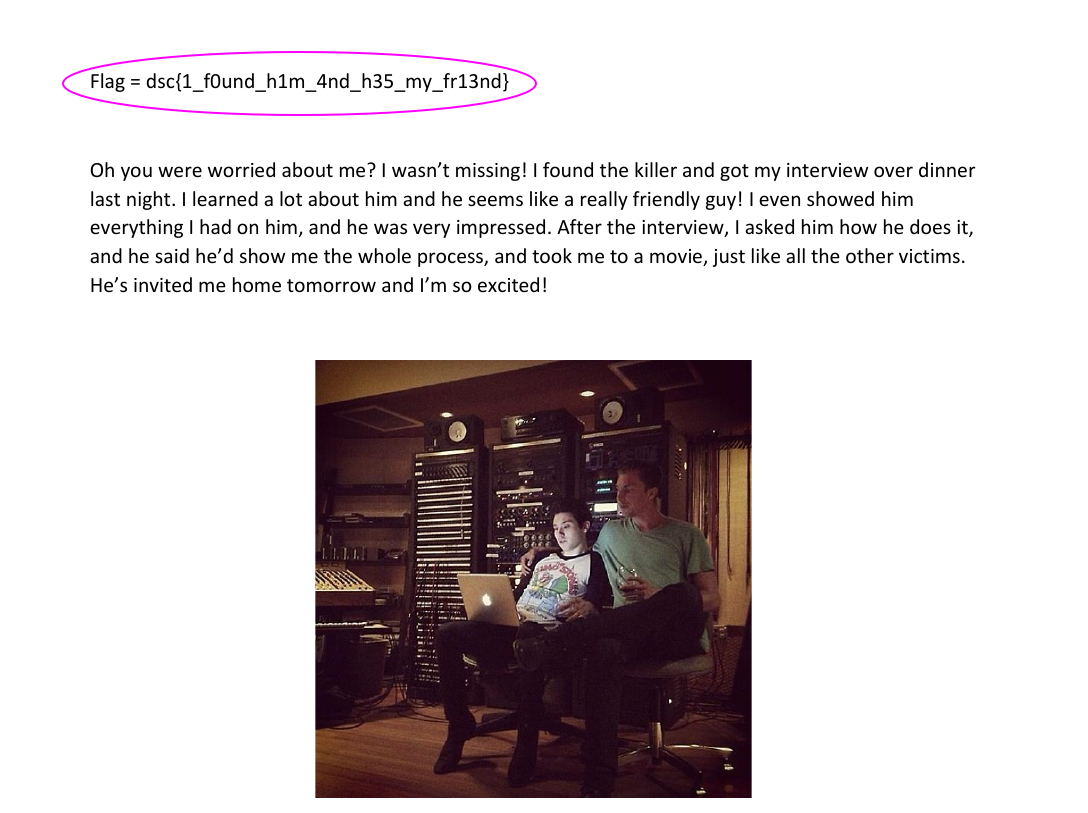 Flag = dsc{1_f0und_h1m_4nd_h35_my_fr13nd}
Oh you were worried about me? I wasn’t missing! I found the killer and got my interview over dinner
last night. I learned a lot about him and he seems like a really friendly guy! I even showed him
everything I had on him, and he was very impressed. After the interview, I asked him how he does it,
and he said he’d show me the whole process, and took me to a movie, just like all the other victims.
He’s invited me home tomorrow and I’m so excited!